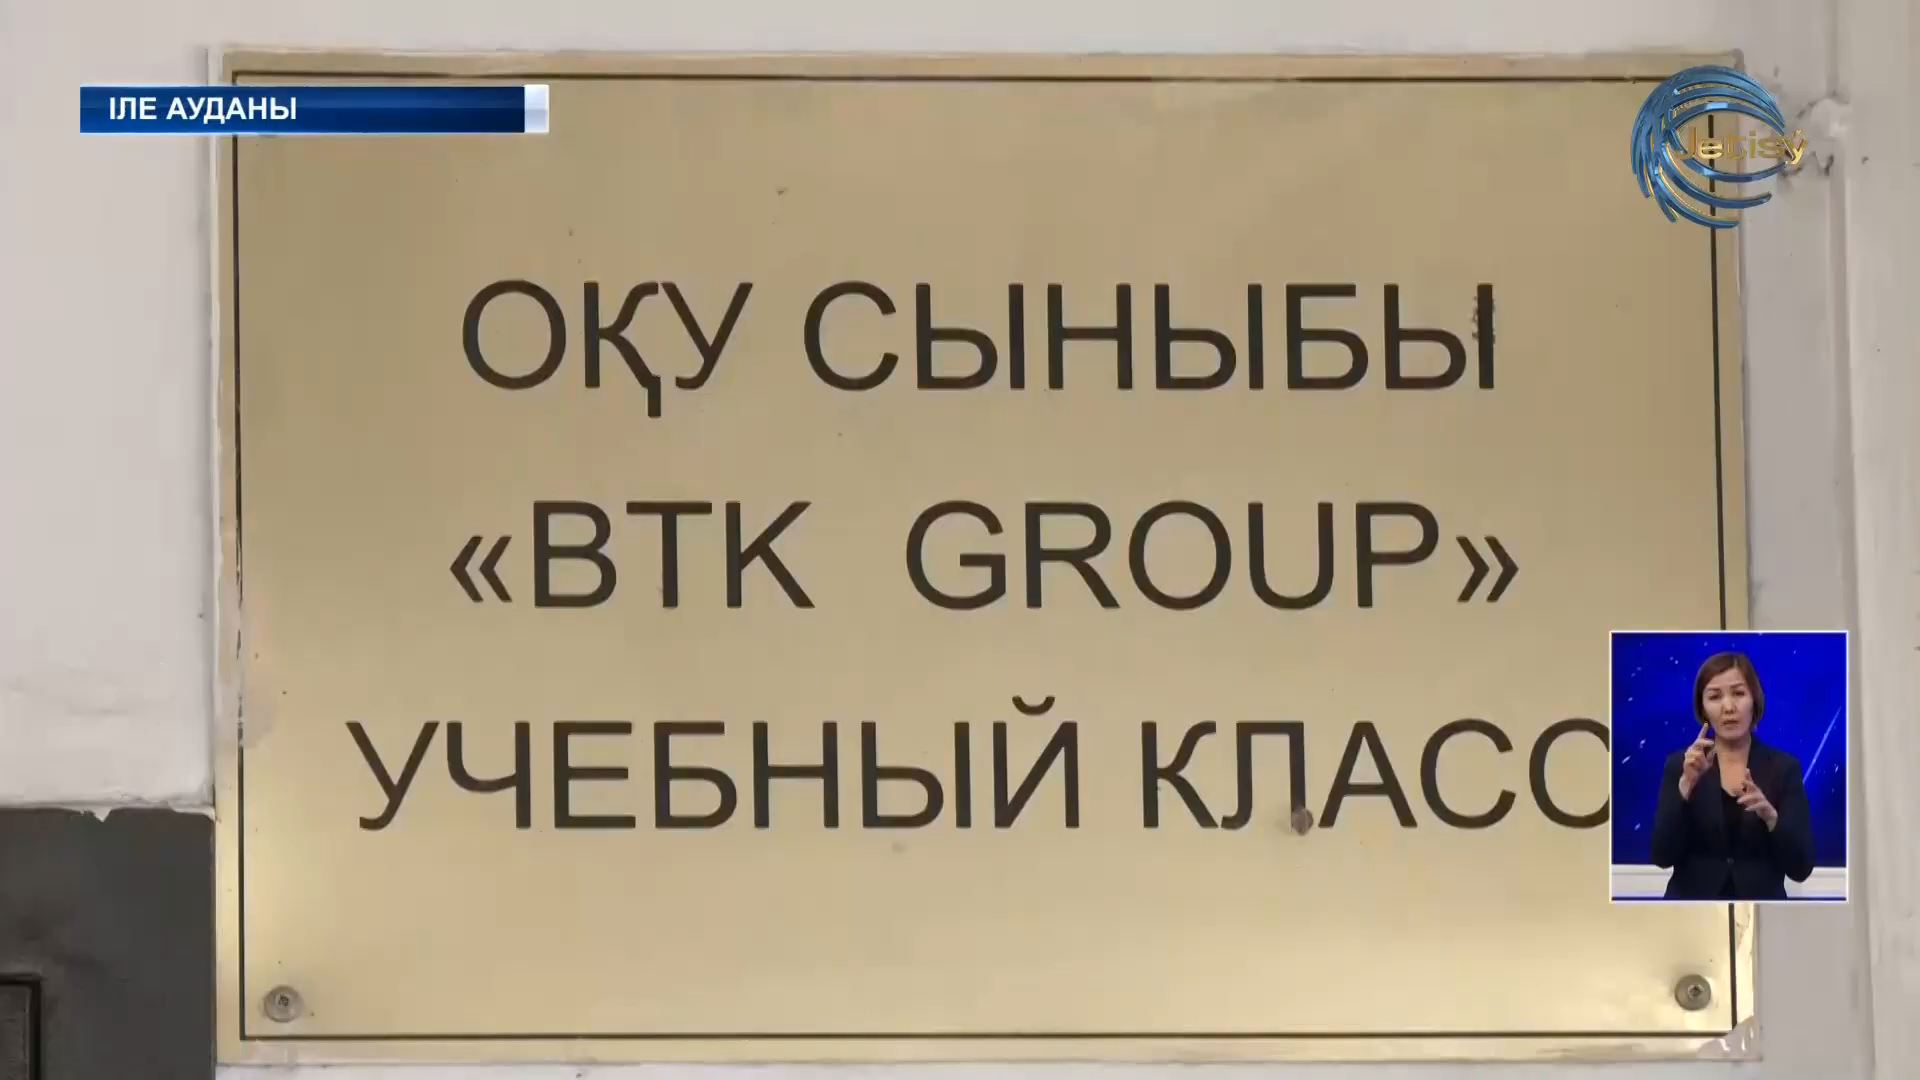 ІЛЕ АУДАНЫ
Jetisý
ОҚУ СЫНЫБЫ
«BTK GROUP»
УЧЕБНЫЙ КЛАСС